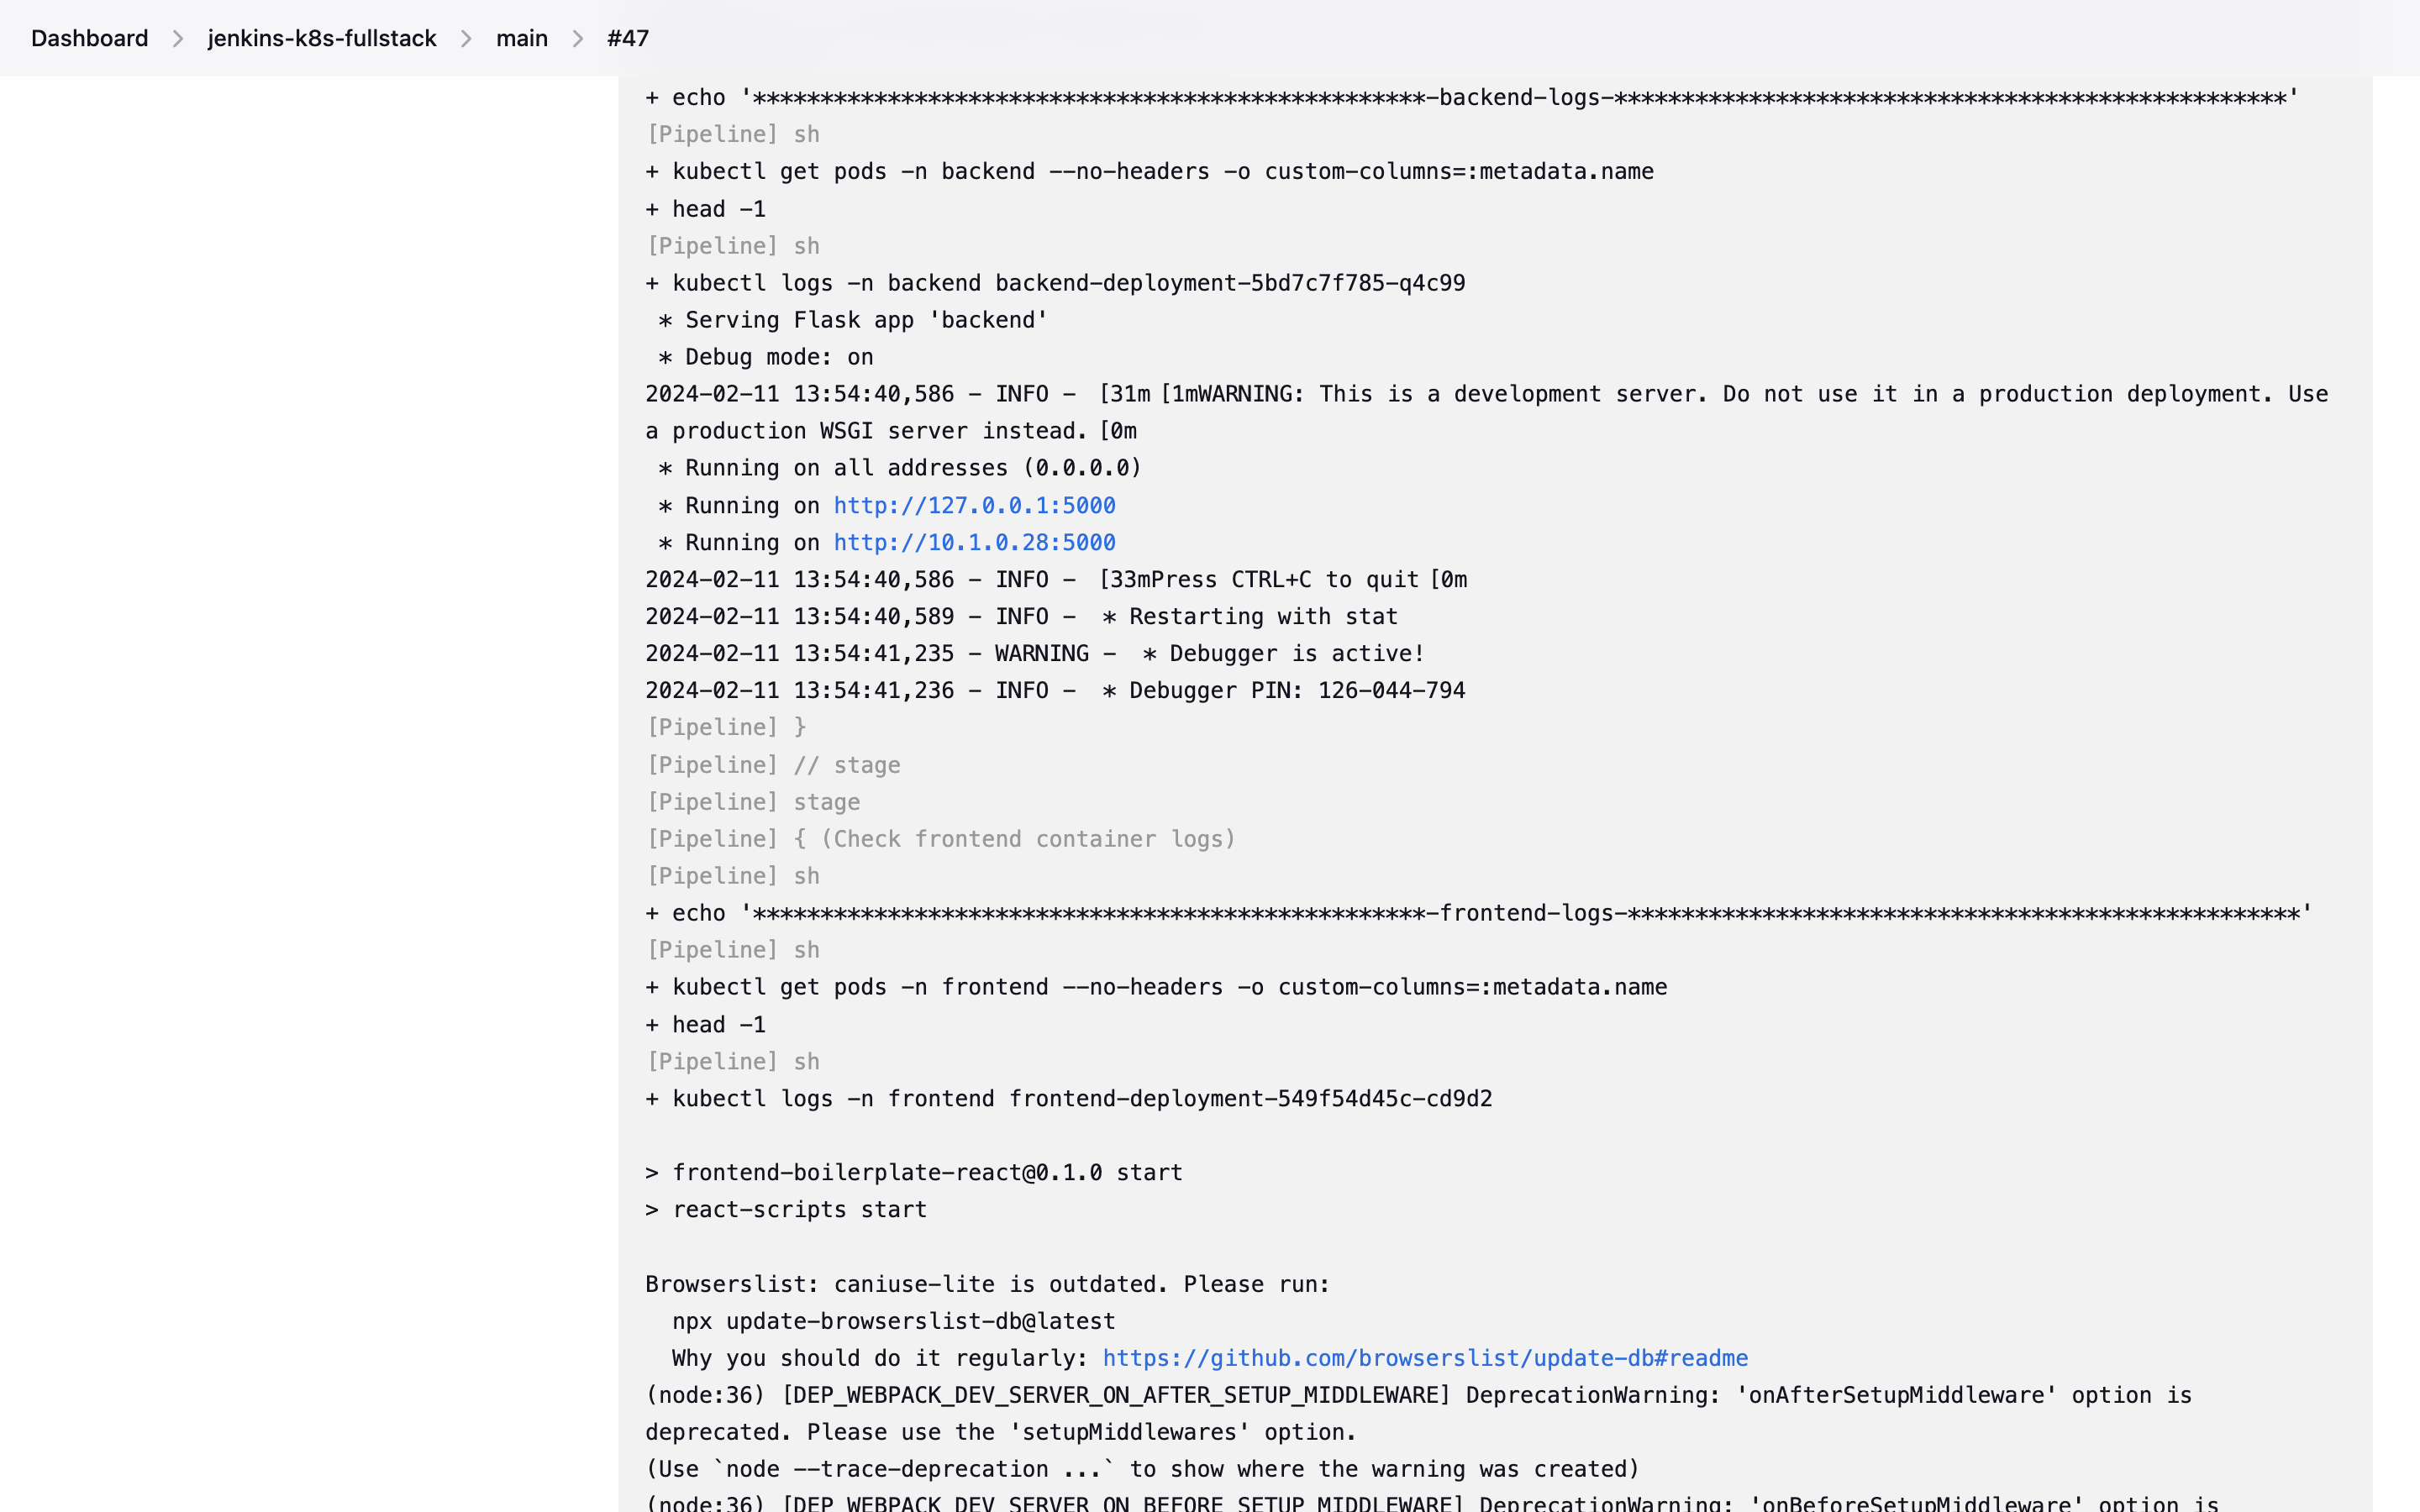 Dashboard > jenkins-k8s-fullstack > main > #47
+ echo '**************************************************-backend-logs-**************************************************'
[Pipeline] sh
+ kubectl get pods -n backend --no-headers -o custom-columns=:metadata.name
+ head -1
[Pipeline] sh
+ kubectl logs -n backend backend-deployment-5bd7c7f785-q4c99
 * Serving Flask app 'backend'
 * Debug mode: on
2024-02-11 13:54:40,586 - INFO - [31m[1mWARNING: This is a development server. Do not use it in a production deployment. Use
a production WSGI server instead.[0m
 * Running on all addresses (0.0.0.0)
 * Running on http://127.0.0.1:5000
 * Running on http://10.1.0.28:5000
2024-02-11 13:54:40,586 - INFO - [33mPress CTRL+C to quit[0m
2024-02-11 13:54:40,589 - INFO -  * Restarting with stat
2024-02-11 13:54:41,235 - WARNING -  * Debugger is active!
2024-02-11 13:54:41,236 - INFO -  * Debugger PIN: 126-044-794
[Pipeline] }
[Pipeline] // stage
[Pipeline] stage
[Pipeline] { (Check frontend container logs)
[Pipeline] sh
+ echo '**************************************************-frontend-logs-**************************************************'
[Pipeline] sh
+ kubectl get pods -n frontend --no-headers -o custom-columns=:metadata.name
+ head -1
[Pipeline] sh
+ kubectl logs -n frontend frontend-deployment-549f54d45c-cd9d2
> frontend-boilerplate-react@0.1.0 start
> react-scripts start
Browserslist: caniuse-lite is outdated. Please run:
  npx update-browserslist-db@latest
  Why you should do it regularly: https://github.com/browserslist/update-db#readme
(node:36) [DEP_WEBPACK_DEV_SERVER_ON_AFTER_SETUP_MIDDLEWARE] DeprecationWarning: 'onAfterSetupMiddleware' option is
deprecated. Please use the 'setupMiddlewares' option.
(Use `node --trace-deprecation ...` to show where the warning was created)
(node:36) [DEP_WEBPACK_DEV_SERVER_ON_BEFORE_SETUP_MIDDLEWARE] DeprecationWarning: 'onBeforeSetupMiddleware' option is